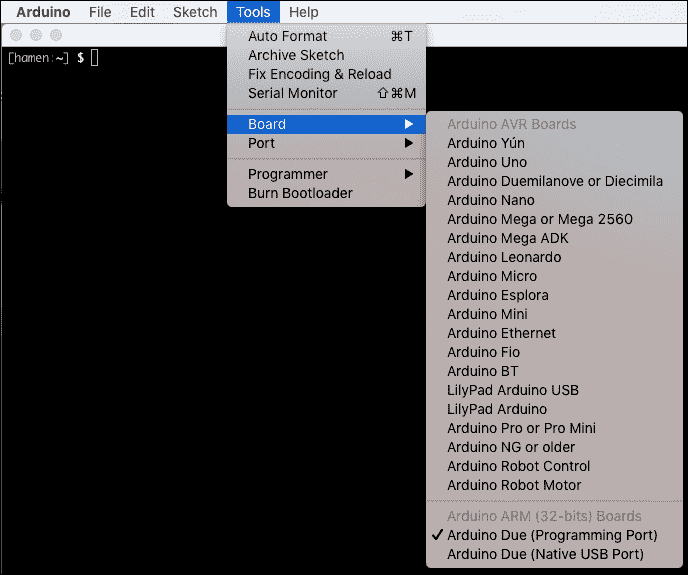 Arduino File Edit Sketch Tools Help
[hamen:~] $
Auto Format ⌘T
Archive Sketch
Fix Encoding & Reload
Serial Monitor ⇧⌘M
Board
Port
Programmer
Burn Bootloader
Arduino AVR Boards
Arduino Yún
Arduino Uno
Arduino Duemilanove or Diecimila
Arduino Nano
Arduino Mega or Mega 2560
Arduino Mega ADK
Arduino Leonardo
Arduino Micro
Arduino Esplora
Arduino Mini
Arduino Ethernet
Arduino Fio
Arduino BT
LilyPad Arduino USB
LilyPad Arduino
Arduino Pro or Pro Mini
Arduino NG or older
Arduino Robot Control
Arduino Robot Motor
Arduino ARM (32-bits) Boards
✓ Arduino Due (Programming Port)
Arduino Due (Native USB Port)